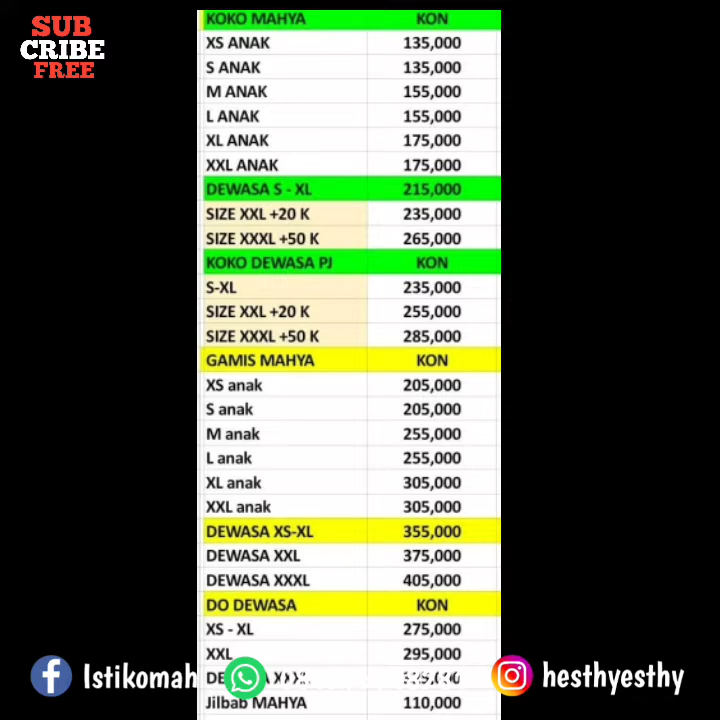 SUB
CRIBE
FREE
KOKO MAHYA KON
XS ANAK 135,000
S ANAK 135,000
M ANAK 155,000
L ANAK 155,000
XL ANAK 175,000
XXL ANAK 175,000
DEWASA S - XL 215,000
SIZE XXL +20 K 235,000
SIZE XXXL +50 K 265,000
KOKO DEWASA PJ KON
S-XL 235,000
SIZE XXL +20 K 255,000
SIZE XXXL +50 K 285,000
GAMIS MAHYA KON
XS anak 205,000
S anak 205,000
M anak 255,000
L anak 255,000
XL anak 305,000
XXL anak 305,000
DEWASA XS-XL 355,000
DEWASA XXL 375,000
DEWASA XXXL 405,000
DO DEWASA KON
XS - XL 275,000
XXL 295,000
Istikomah hesthyesthy
Jilbab MAHYA 110,000